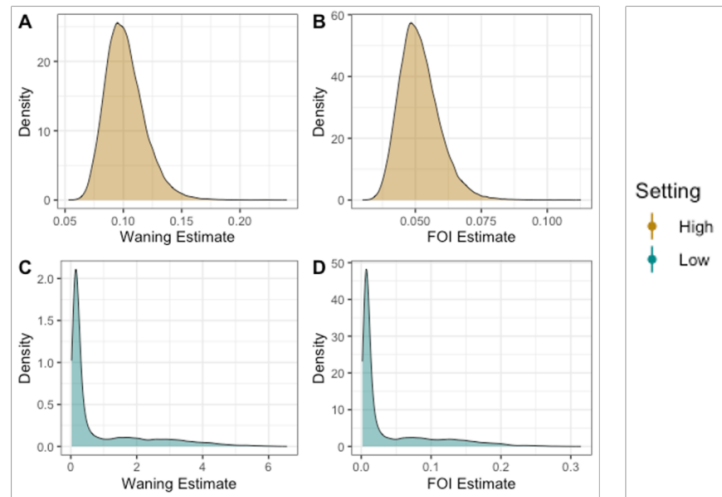 A
Density
20
10
0
0.05 0.10 0.15 0.20
Waning Estimate
B
Density
60
40
20
0
0.050 0.075 0.100
FOI Estimate
C
Density
2.0
1.5
1.0
0.5
0.0
0 2 4 6
Waning Estimate
D
Density
50
40
30
20
10
0
0.0 0.1 0.2 0.3
FOI Estimate
Setting
High
Low